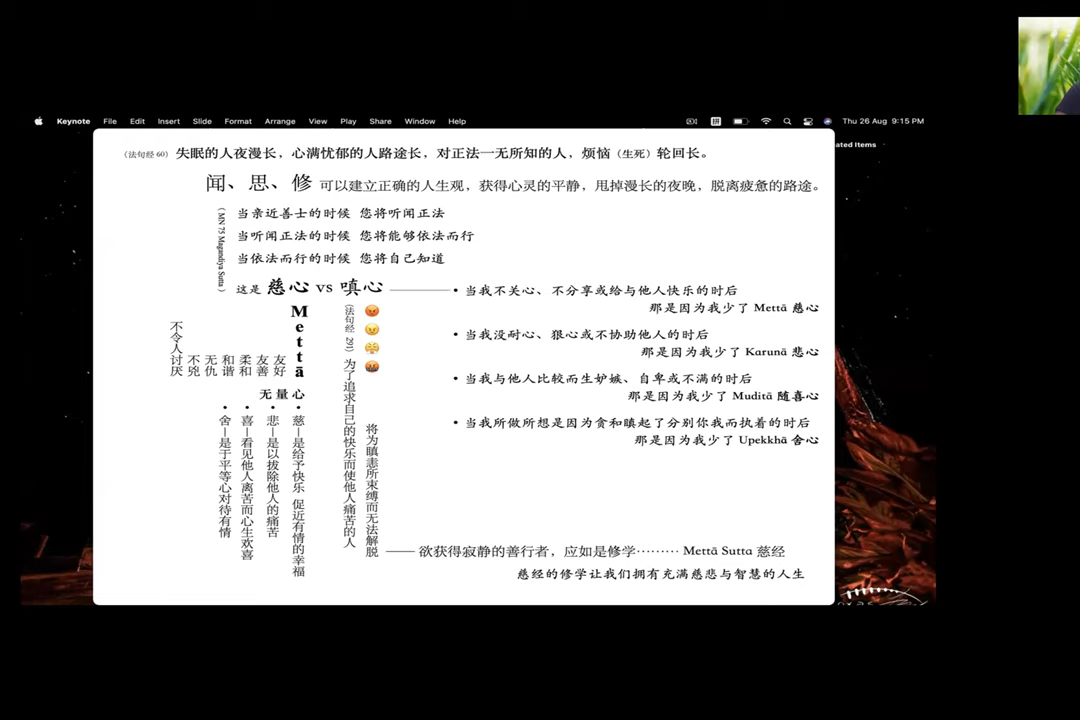 Keynote File Edit Insert Slide Format Arrange View Play Share Window Help
拼
Thu 26 Aug 9:15 PM
ated Items
(法句经 60) 失眠的人夜漫长，心满忧郁的人路途长，对正法一无所知的人，烦恼（生死）轮回长。
闻、思、修 可以建立正确的人生观，获得心灵的平静，甩掉漫长的夜晚，脱离疲惫的路途。
(MN 75 Magandiya Sutta)
当亲近善士的时候 您将听闻正法
当听闻正法的时候 您将能够依法而行
当依法而行的时候 您将自己知道
这是 慈心 vs 嗔心
• 当我不关心、不分享或给与他人快乐的时后
那是因为我少了 Mettā 慈心
• 当我没耐心、狠心或不协助他人的时后
那是因为我少了 Karunā 悲心
• 当我与他人比较而生妒嫉、自卑或不满的时后
那是因为我少了 Muditā 随喜心
• 当我所做所想是因为贪和瞋起了分别你我而执着的时后
那是因为我少了 Upekkhā 舍心
Mettā
友好
友善
柔和
和谐
无仇
不兇
不令人讨厌
无量心
• 慈－是给予快乐 促近有情的幸福
• 悲－是以拔除他人的痛苦
• 喜－看见他人离苦而心生欢喜
• 舍－是于平等心对待有情
(法句经 291) 为了追求自己的快乐而使他人痛苦的人
将为瞋恚所束缚而无法解脱
欲获得寂静的善行者，应如是修学⋯⋯⋯ Mettā Sutta 慈经
慈经的修学让我们拥有充满慈悲与智慧的人生